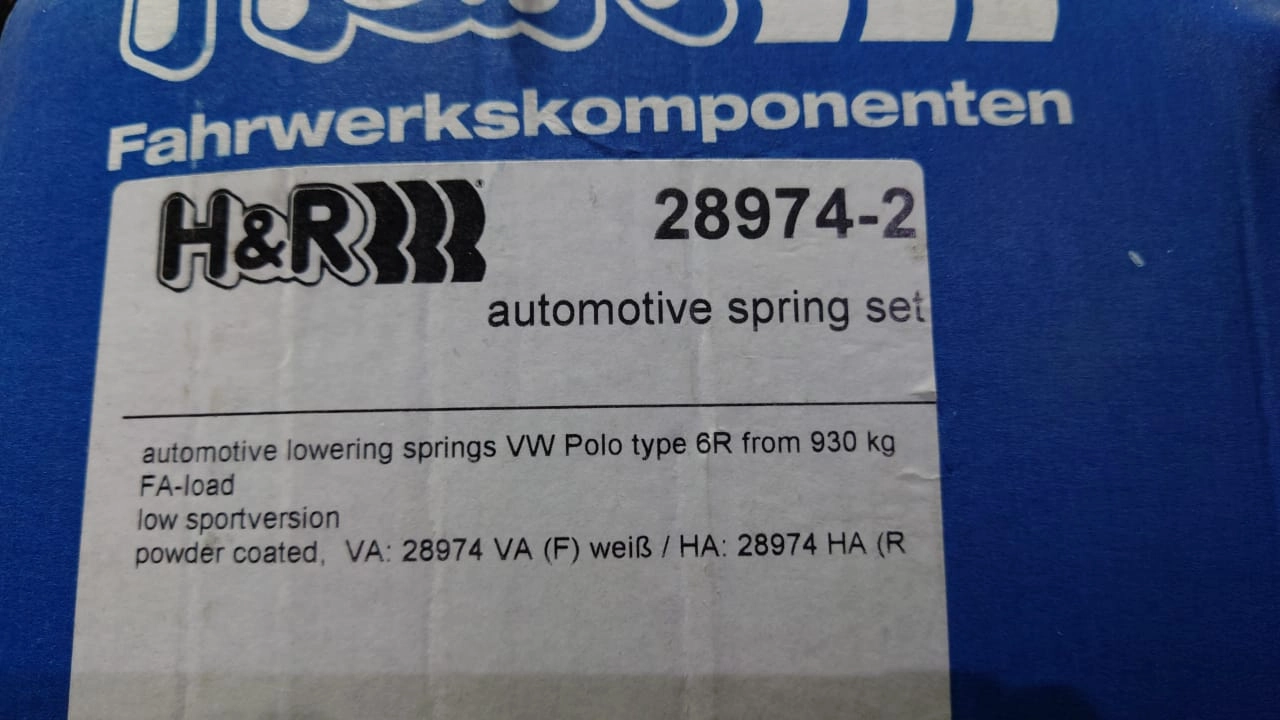 H&R
Fahrwerkskomponenten
H&R
28974-2
automotive spring set
automotive lowering springs VW Polo type 6R from 930 kg
FA-load
low sportversion
powder coated, VA: 28974 VA (F) weiß / HA: 28974 HA (R